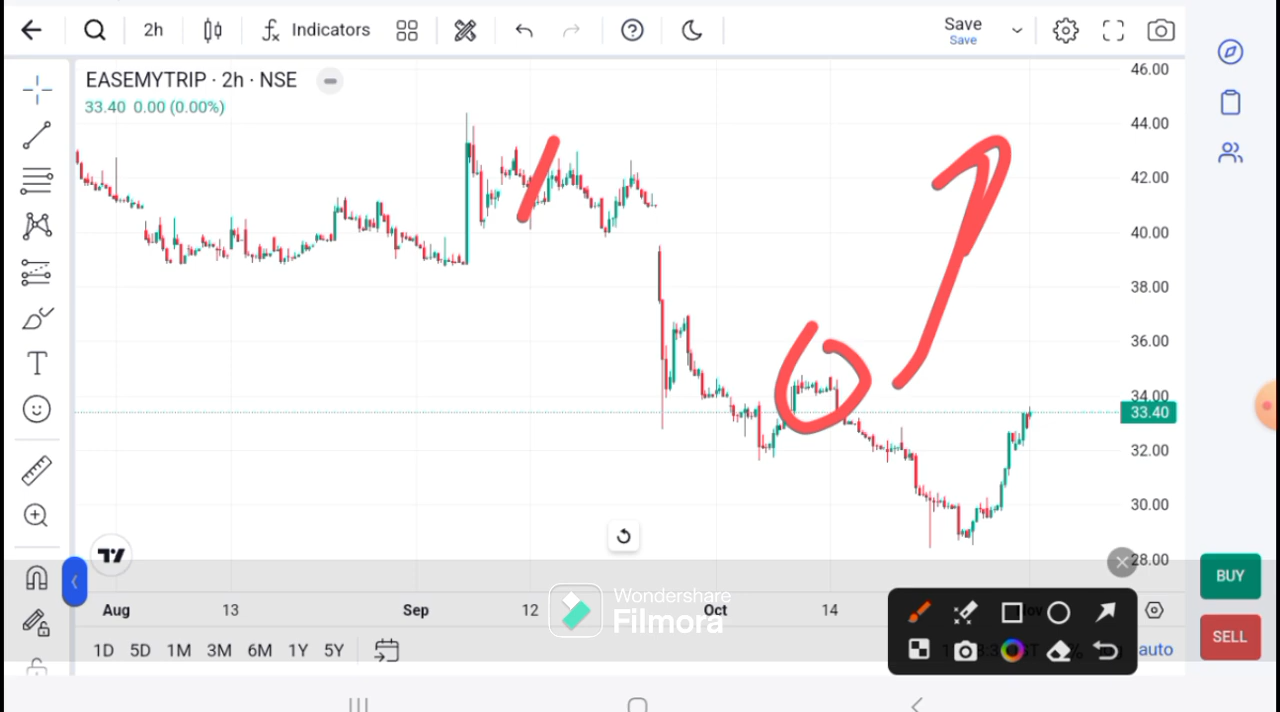 2h
Indicators
Save
Save
EASEMYTRIP · 2h · NSE
33.40 0.00 (0.00%)
46.00
44.00
42.00
40.00
38.00
36.00
34.00
33.40
32.00
30.00
28.00
BUY
SELL
Aug 13 Sep 12 Oct 14
Wondershare
Filmora
1D 5D 1M 3M 6M 1Y 5Y
auto